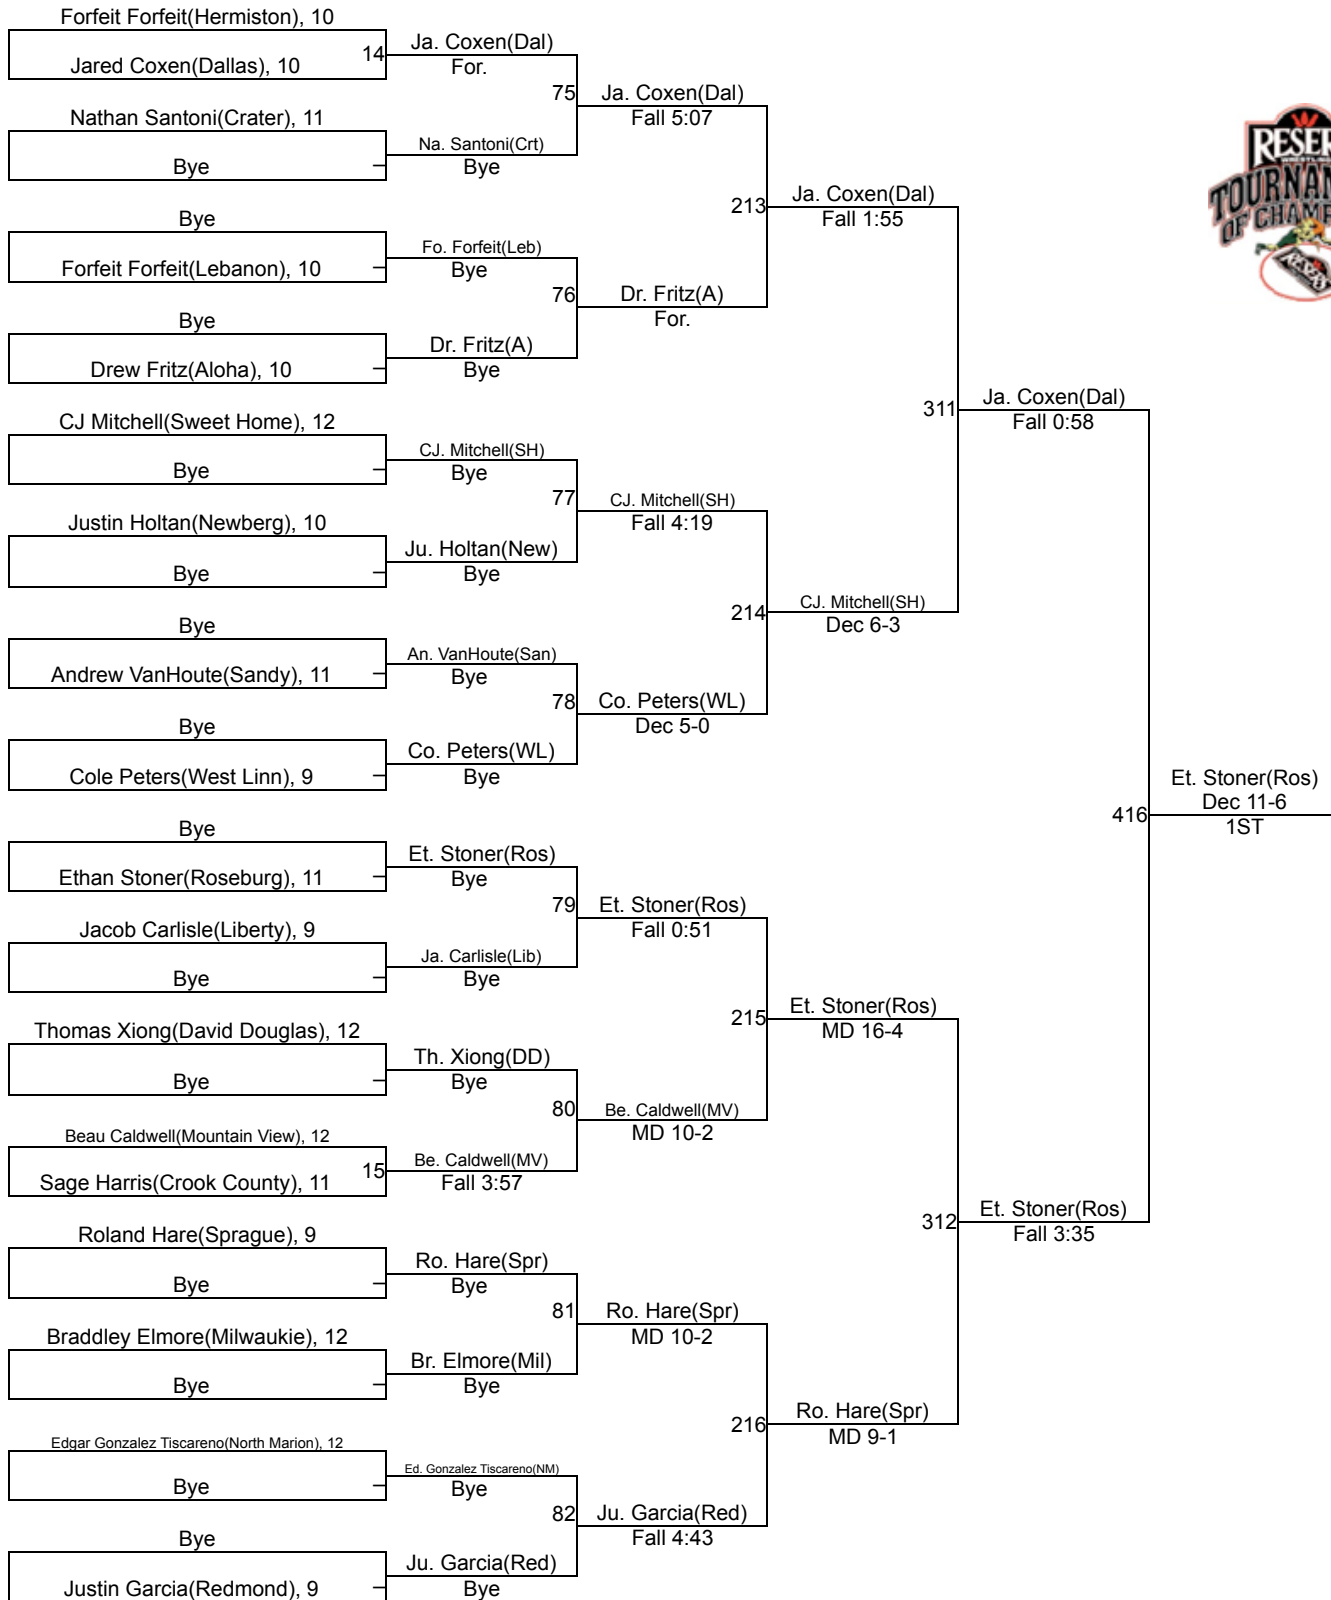 Forfeit Forfeit(Hermiston), 10
14
Jared Coxen(Dallas), 10
Ja. Coxen(Dal)
For.
75
Nathan Santoni(Crater), 11
Bye
Na. Santoni(Crt)
Bye
Ja. Coxen(Dal)
Fall 5:07
Bye
Forfeit Forfeit(Lebanon), 10
Fo. Forfeit(Leb)
Bye
76
Bye
Drew Fritz(Aloha), 10
Dr. Fritz(A)
Bye
Dr. Fritz(A)
For.
213
Ja. Coxen(Dal)
Fall 1:55
CJ Mitchell(Sweet Home), 12
Bye
CJ. Mitchell(SH)
Bye
77
Justin Holtan(Newberg), 10
Bye
Ju. Holtan(New)
Bye
CJ. Mitchell(SH)
Fall 4:19
Bye
Andrew VanHoute(Sandy), 11
An. VanHoute(San)
Bye
78
Bye
Cole Peters(West Linn), 9
Co. Peters(WL)
Bye
Co. Peters(WL)
Dec 5-0
214
CJ. Mitchell(SH)
Dec 6-3
311
Ja. Coxen(Dal)
Fall 0:58
Bye
Ethan Stoner(Roseburg), 11
Et. Stoner(Ros)
Bye
79
Jacob Carlisle(Liberty), 9
Bye
Ja. Carlisle(Lib)
Bye
Et. Stoner(Ros)
Fall 0:51
Thomas Xiong(David Douglas), 12
Bye
Th. Xiong(DD)
Bye
80
Beau Caldwell(Mountain View), 12
15
Sage Harris(Crook County), 11
Be. Caldwell(MV)
Fall 3:57
Be. Caldwell(MV)
MD 10-2
215
Et. Stoner(Ros)
MD 16-4
Roland Hare(Sprague), 9
Bye
Ro. Hare(Spr)
Bye
81
Braddley Elmore(Milwaukie), 12
Bye
Br. Elmore(Mil)
Bye
Ro. Hare(Spr)
MD 10-2
Edgar Gonzalez Tiscareno(North Marion), 12
Bye
Ed. Gonzalez Tiscareno(NM)
Bye
82
Bye
Justin Garcia(Redmond), 9
Ju. Garcia(Red)
Bye
Ju. Garcia(Red)
Fall 4:43
216
Ro. Hare(Spr)
MD 9-1
312
Et. Stoner(Ros)
Fall 3:35
416
Et. Stoner(Ros)
Dec 11-6
1ST